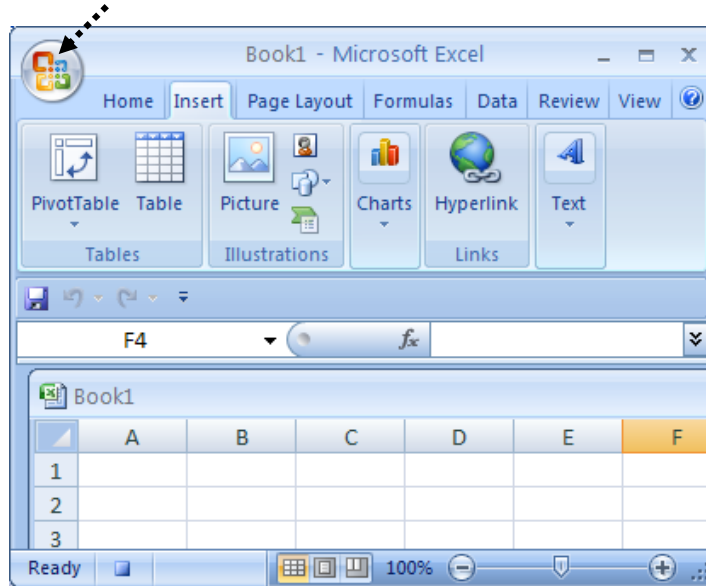 Book1 - Microsoft Excel
Home Insert Page Layout Formulas Data Review View
PivotTable Table Picture Charts Hyperlink Text
Tables Illustrations Links
F4 fx
Book1
A B C D E F
1
2
3
Ready 100%